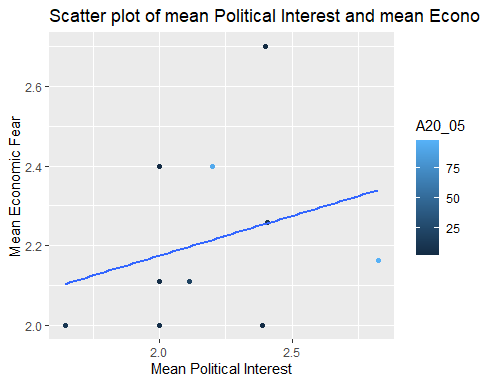 Scatter plot of mean Political Interest and mean Econo
2.6
2.4
2.2
2.0
Mean Economic Fear
2.0 2.5
Mean Political Interest
A20_05
75
50
25